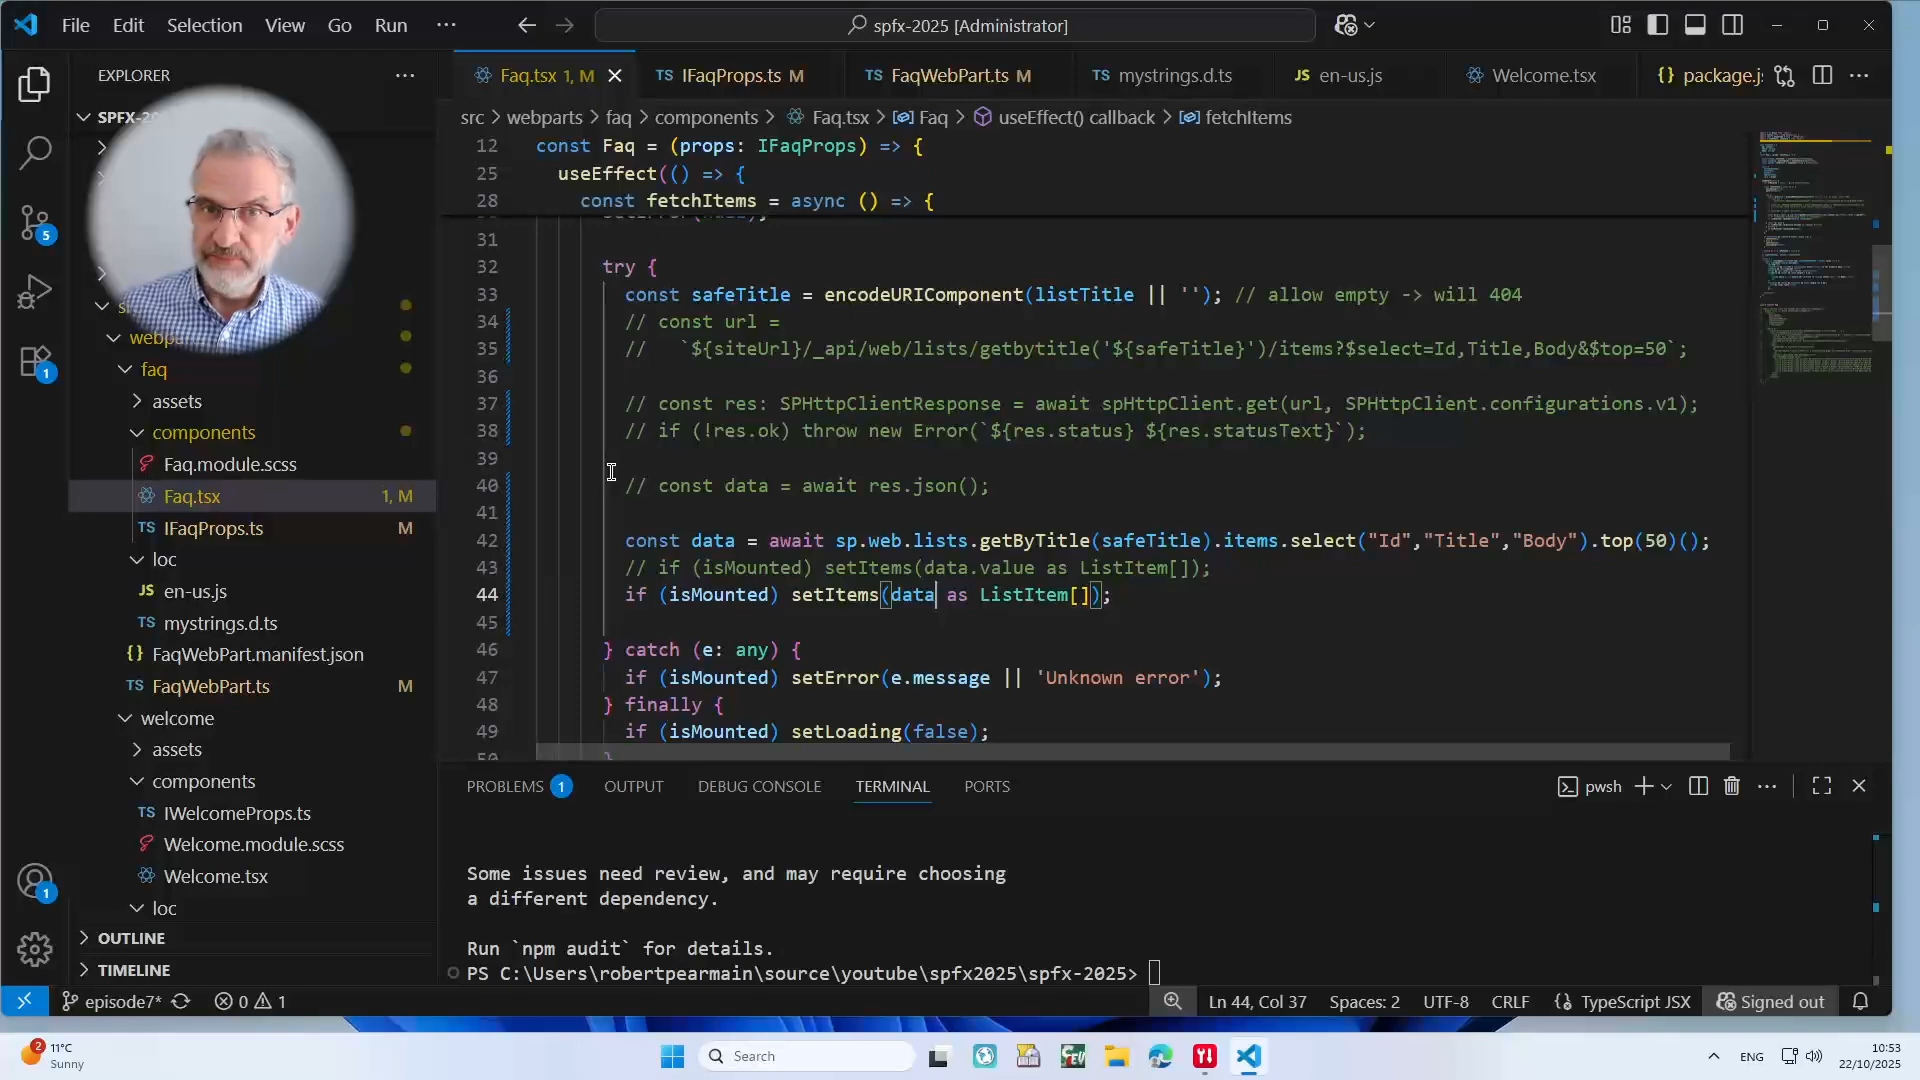 File Edit Selection View Go Run ··· spfx-2025 [Administrator]
EXPLORER ···
SPFX-20
webpa
faq
assets
components
Faq.module.scss
Faq.tsx 1, M
IFaqProps.ts M
loc
en-us.js
mystrings.d.ts
FaqWebPart.manifest.json
FaqWebPart.ts M
welcome
assets
components
IWelcomeProps.ts
Welcome.module.scss
Welcome.tsx
loc
OUTLINE
TIMELINE
5
1
1
Faq.tsx 1, M IFaqProps.ts M FaqWebPart.ts M mystrings.d.ts en-us.js Welcome.tsx package.js
src > webparts > faq > components > Faq.tsx > Faq > useEffect() callback > fetchItems
12 const Faq = (props: IFaqProps) => {
25 useEffect(() => {
28 const fetchItems = async () => {
31
32 try {
33 const safeTitle = encodeURIComponent(listTitle || ''); // allow empty -> will 404
34 // const url =
35 // `${siteUrl}/_api/web/lists/getbytitle('${safeTitle}')/items?$select=Id,Title,Body&$top=50`;
36
37 // const res: SPHttpClientResponse = await spHttpClient.get(url, SPHttpClient.configurations.v1);
38 // if (!res.ok) throw new Error(`${res.status} ${res.statusText}`);
39
40 // const data = await res.json();
41
42 const data = await sp.web.lists.getByTitle(safeTitle).items.select("Id","Title","Body").top(50)();
43 // if (isMounted) setItems(data.value as ListItem[]);
44 if (isMounted) setItems(data as ListItem[]);
45
46 } catch (e: any) {
47 if (isMounted) setError(e.message || 'Unknown error');
48 } finally {
49 if (isMounted) setLoading(false);
PROBLEMS 1 OUTPUT DEBUG CONSOLE TERMINAL PORTS pwsh
Some issues need review, and may require choosing
a different dependency.
Run `npm audit` for details.
PS C:\Users\robertpearmain\source\youtube\spfx2025\spfx-2025>
episode7* 0 1 Ln 44, Col 37 Spaces: 2 UTF-8 CRLF {} TypeScript JSX Signed out
2 11°C
Sunny
Search
ENG
10:53
22/10/2025